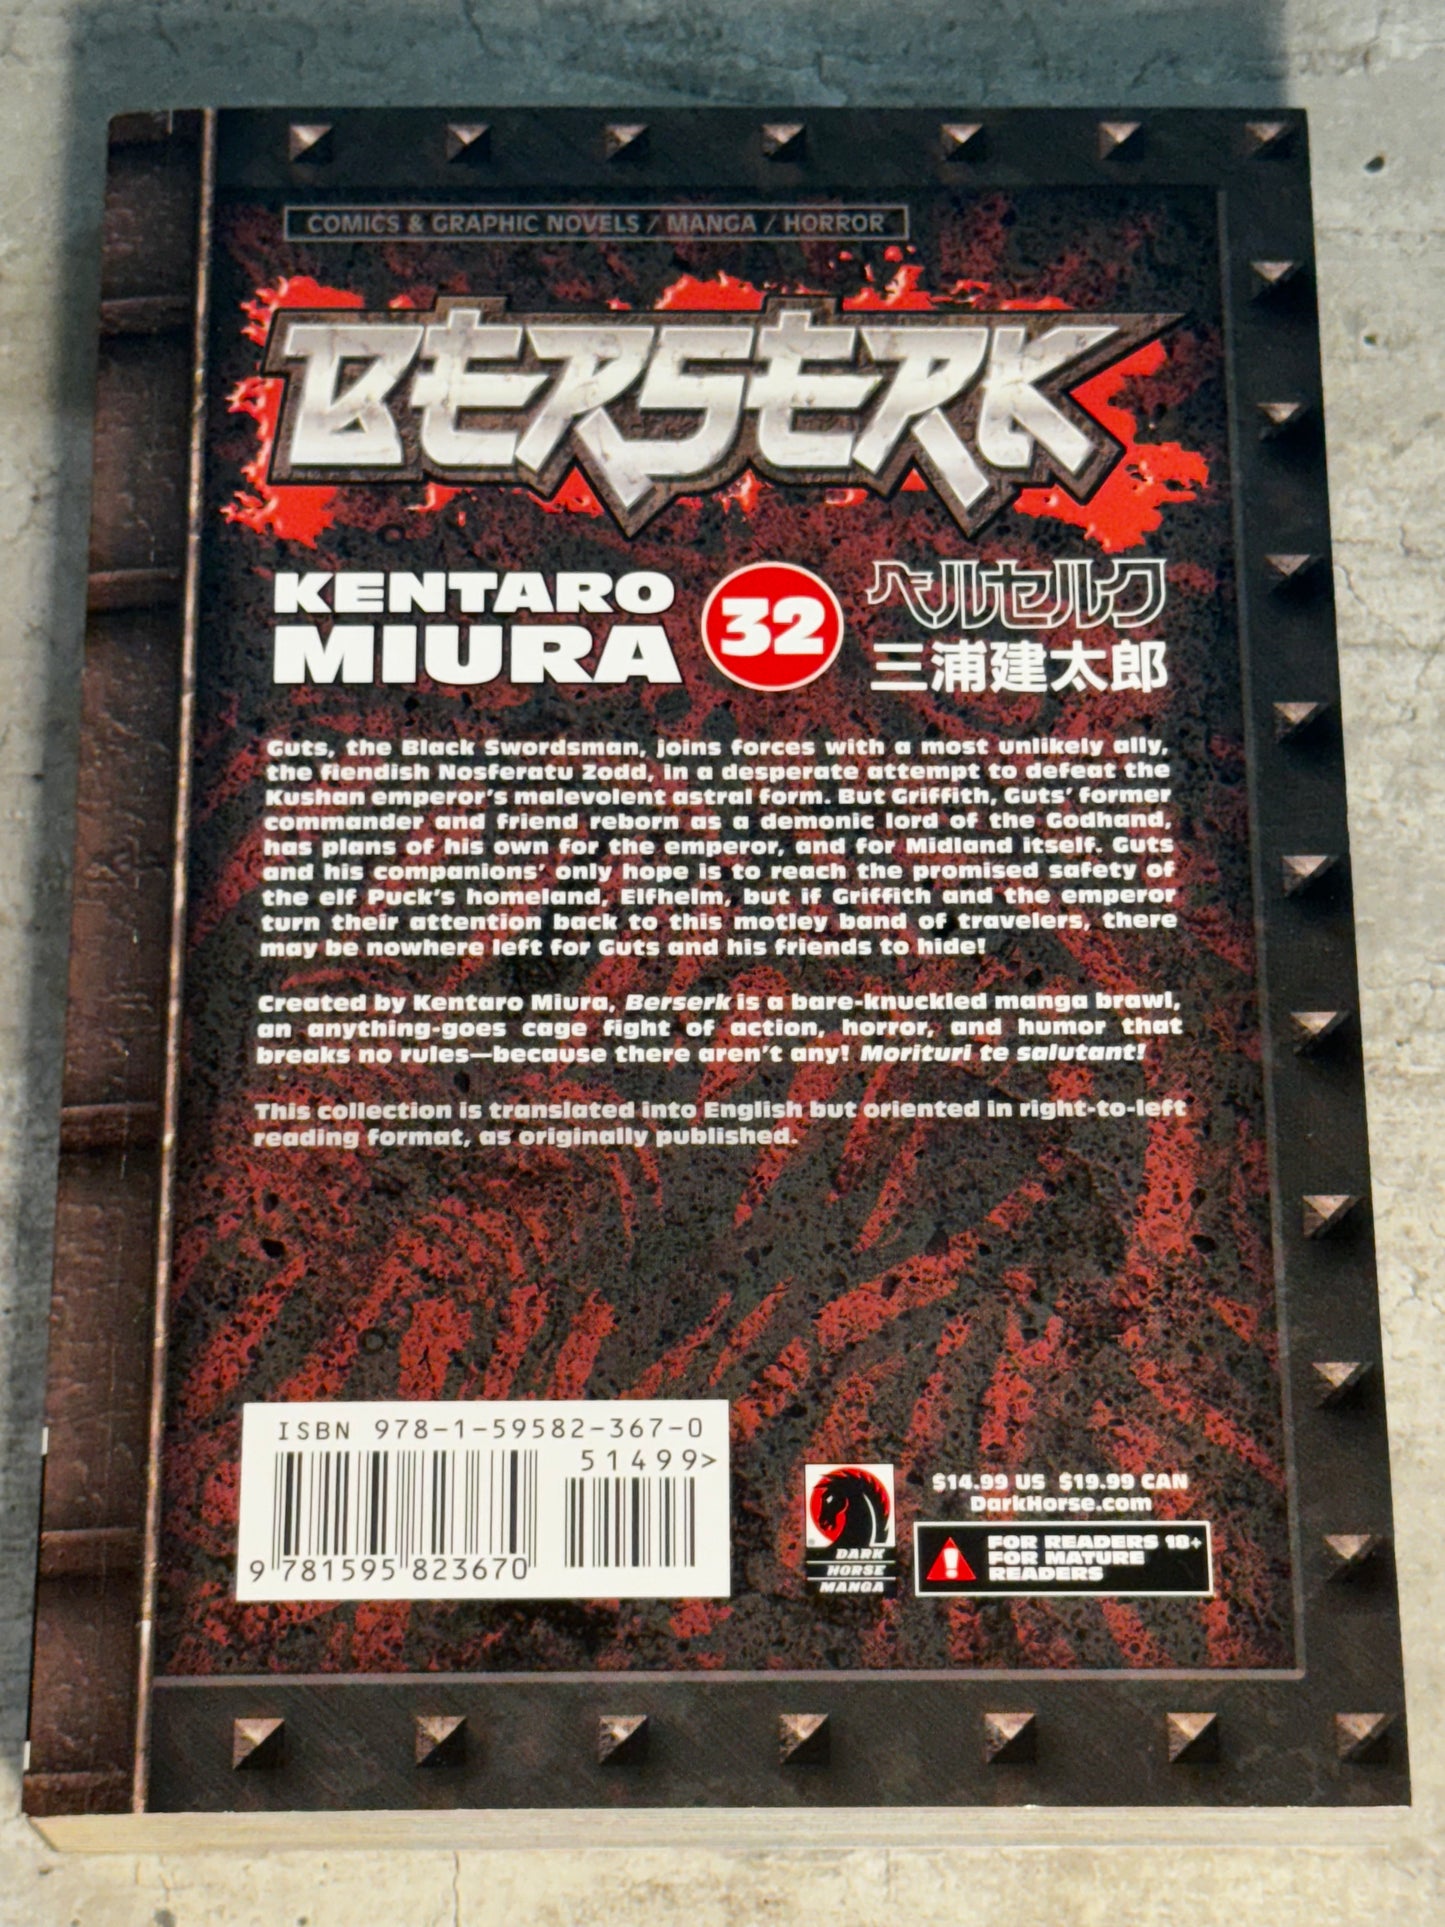 COMICS & GRAPHIC NOVELS / MANGA / HORROR
BERSERK
KENTARO
MIURA
32
ベルセルク
三浦建太郎
Guts, the Black Swordsman, joins forces with a most unlikely ally,
the fiendish Nosferatu Zodd, in a desperate attempt to defeat the
Kushan emperor's malevolent astral form. But Griffith, Guts' former
commander and friend reborn as a demonic lord of the Godhand,
has plans of his own for the emperor, and for Midland itself. Guts
and his companions' only hope is to reach the promised safety of
the elf Puck's homeland, Elfhelm, but if Griffith and the emperor
turn their attention back to this motley band of travelers, there
may be nowhere left for Guts and his friends to hide!
Created by Kentaro Miura, Berserk is a bare-knuckled manga brawl,
an anything-goes cage fight of action, horror, and humor that
breaks no rules—because there aren't any! Morituri te salutant!
This collection is translated into English but oriented in right-to-left
reading format, as originally published.
ISBN 978-1-59582-367-0
51499>
9 781595 823670
DARK
HORSE
MANGA
$14.99 US $19.99 CAN
DarkHorse.com
!
FOR READERS 18+
FOR MATURE
READERS